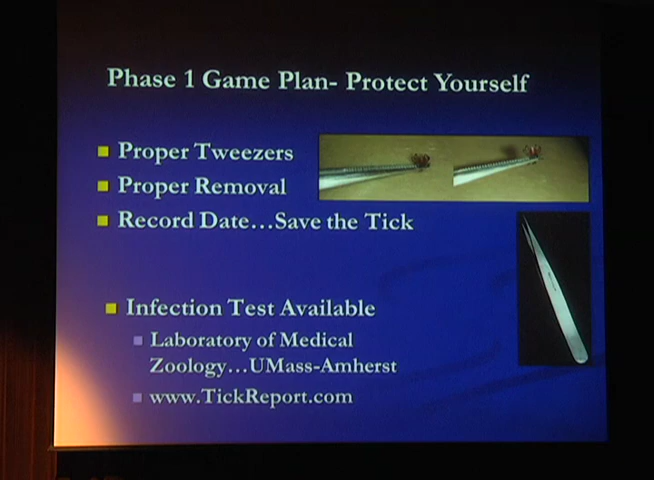 Phase 1 Game Plan- Protect Yourself
Proper Tweezers
Proper Removal
Record Date...Save the Tick
Infection Test Available
Laboratory of Medical
Zoology...UMass-Amherst
www.TickReport.com